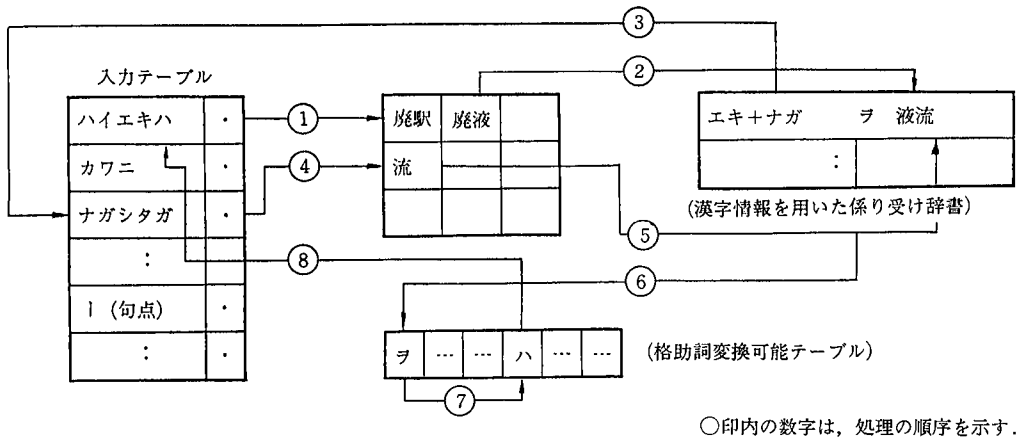 ③
②
入力テーブル
ハイエキハ ・ ① 廃駅 廃液
エキ+ナガ ヲ 液流
カワニ ・ ④ 流
:
ナガシタガ ・
(漢字情報を用いた係り受け辞書)
⑤
: ・ ⑧
⑥
| (句点) ・
ヲ … … ハ … …
(格助詞変換可能テーブル)
: ・
⑦
○印内の数字は,処理の順序を示す.